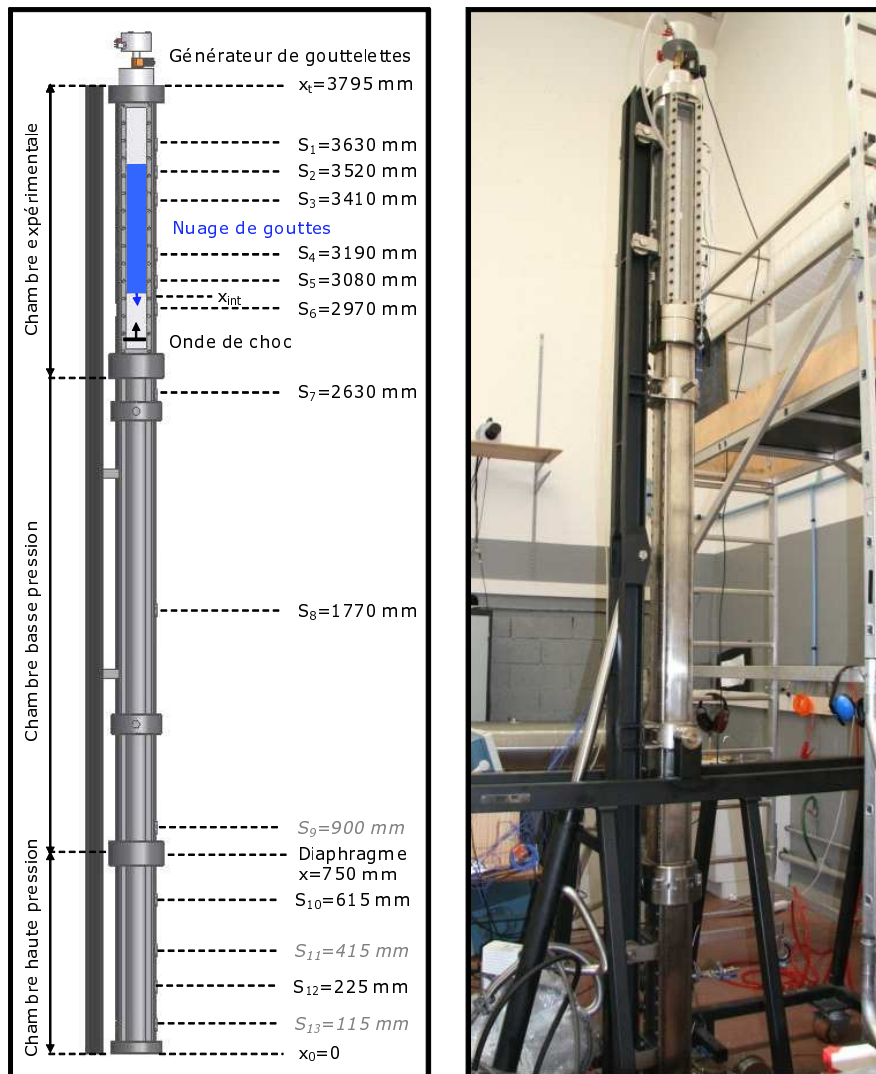 Générateur de gouttelettes
xₜ=3795 mm
Chambre expérimentale
S₁=3630 mm
S₂=3520 mm
S₃=3410 mm
Nuage de gouttes
S₄=3190 mm
S₅=3080 mm
xᵢₙₜ
S₆=2970 mm
Onde de choc
S₇=2630 mm
Chambre basse pression
S₈=1770 mm
S₉=900 mm
Diaphragme
x=750 mm
Chambre haute pression
S₁₀=615 mm
S₁₁=415 mm
S₁₂=225 mm
S₁₃=115 mm
x₀=0